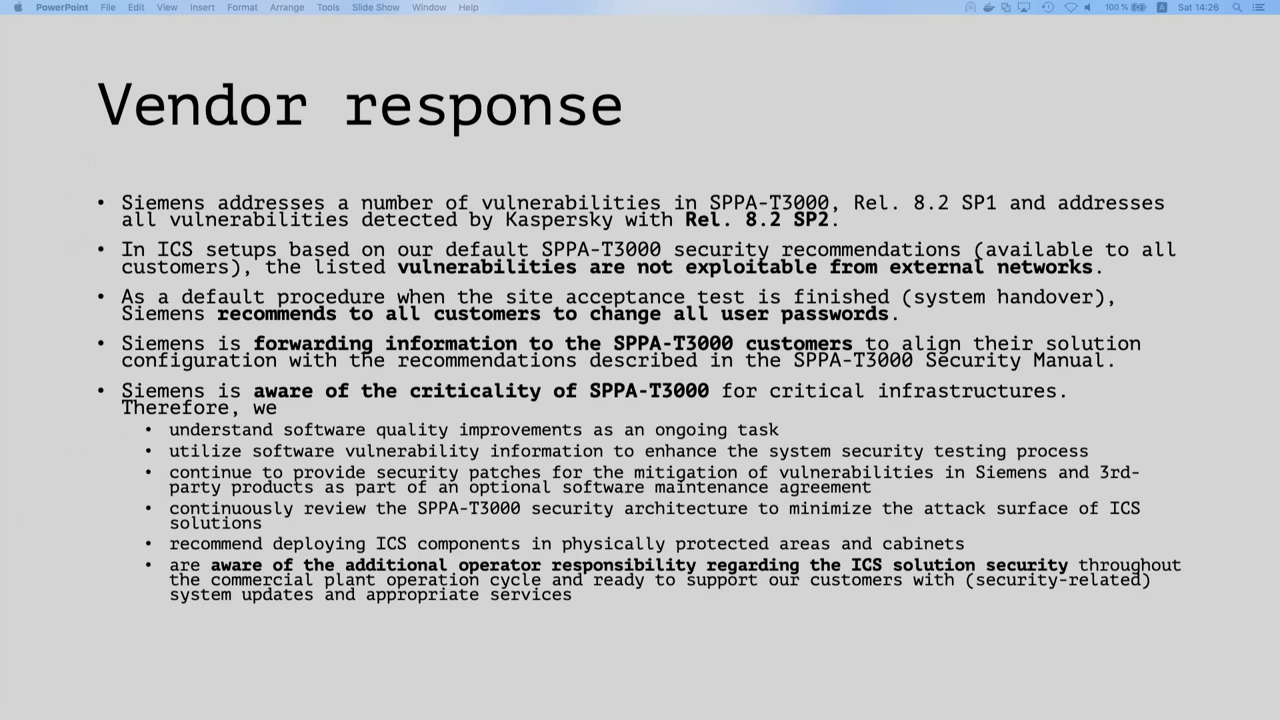 PowerPoint File Edit View Insert Format Arrange Tools Slide Show Window Help 100 % A Sat 14:26
Vendor response
• Siemens addresses a number of vulnerabilities in SPPA-T3000, Rel. 8.2 SP1 and addresses
all vulnerabilities detected by Kaspersky with Rel. 8.2 SP2.
• In ICS setups based on our default SPPA-T3000 security recommendations (available to all
customers), the listed vulnerabilities are not exploitable from external networks.
• As a default procedure when the site acceptance test is finished (system handover),
Siemens recommends to all customers to change all user passwords.
• Siemens is forwarding information to the SPPA-T3000 customers to align their solution
configuration with the recommendations described in the SPPA-T3000 Security Manual.
• Siemens is aware of the criticality of SPPA-T3000 for critical infrastructures.
Therefore, we
• understand software quality improvements as an ongoing task
• utilize software vulnerability information to enhance the system security testing process
• continue to provide security patches for the mitigation of vulnerabilities in Siemens and 3rd-
party products as part of an optional software maintenance agreement
• continuously review the SPPA-T3000 security architecture to minimize the attack surface of ICS
solutions
• recommend deploying ICS components in physically protected areas and cabinets
• are aware of the additional operator responsibility regarding the ICS solution security throughout
the commercial plant operation cycle and ready to support our customers with (security-related)
system updates and appropriate services